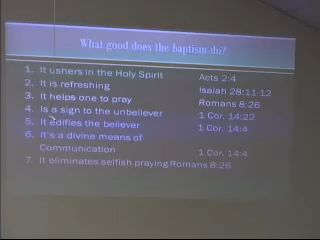 What good does the baptism do?
1. It ushers in the Holy Spirit Acts 2:4
2. It is refreshing Isaiah 28:11-12
3. It helps one to pray Romans 8:26
4. Is a sign to the unbeliever 1 Cor. 14:22
5. It edifies the believer 1 Cor. 14:4
6. It's a divine means of
Communication 1 Cor. 14:4
7. It eliminates selfish praying Romans 8:26